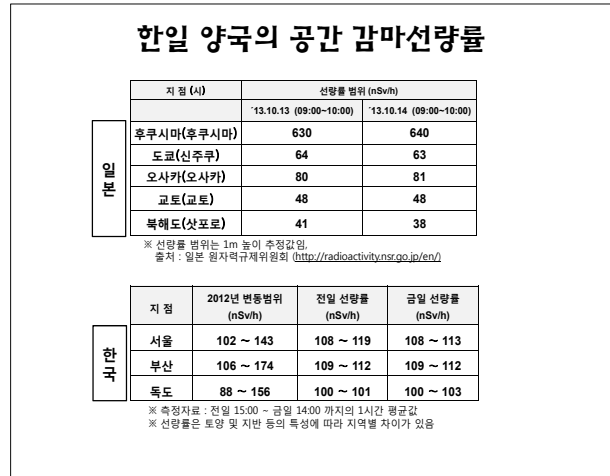 한일 양국의 공간 감마선량률
지 점 (시) 선량률 범위 (nSv/h)
`13.10.13 (09:00~10:00) `13.10.14 (09:00~10:00)
일본
후쿠시마(후쿠시마) 630 640
도쿄(신주쿠) 64 63
오사카(오사카) 80 81
교토(교토) 48 48
북해도(삿포로) 41 38
※ 선량률 범위는 1m 높이 추정값임,
출처 : 일본 원자력규제위원회 (http://radioactivity.nsr.go.jp/en/)
지 점 2012년 변동범위 (nSv/h) 전일 선량률 (nSv/h) 금일 선량률 (nSv/h)
한국
서울 102 ~ 143 108 ~ 119 108 ~ 113
부산 106 ~ 174 109 ~ 112 109 ~ 112
독도 88 ~ 156 100 ~ 101 100 ~ 103
※ 측정자료 : 전일 15:00 ~ 금일 14:00 까지의 1시간 평균값
※ 선량률은 토양 및 지반 등의 특성에 따라 지역별 차이가 있음